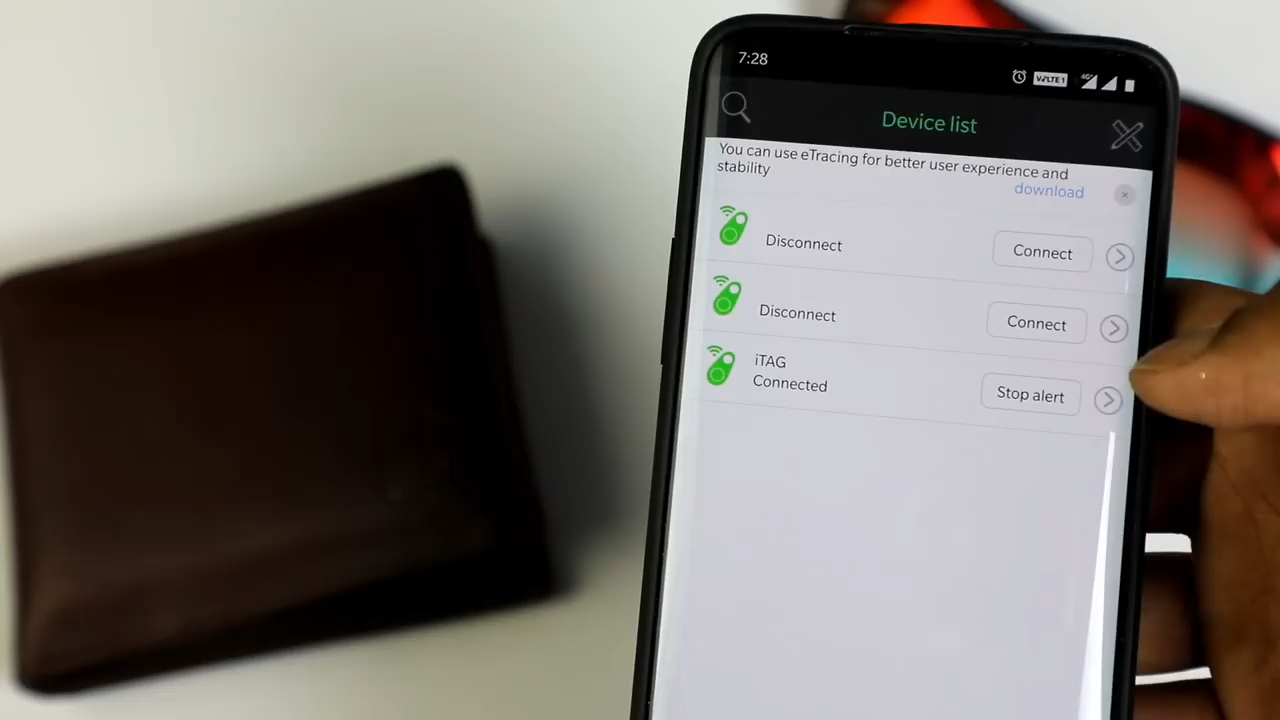 7:28
VoLTE 1
4G+
Device list
You can use eTracing for better user experience and
stability
download
Disconnect
Connect
Disconnect
Connect
iTAG
Connected
Stop alert